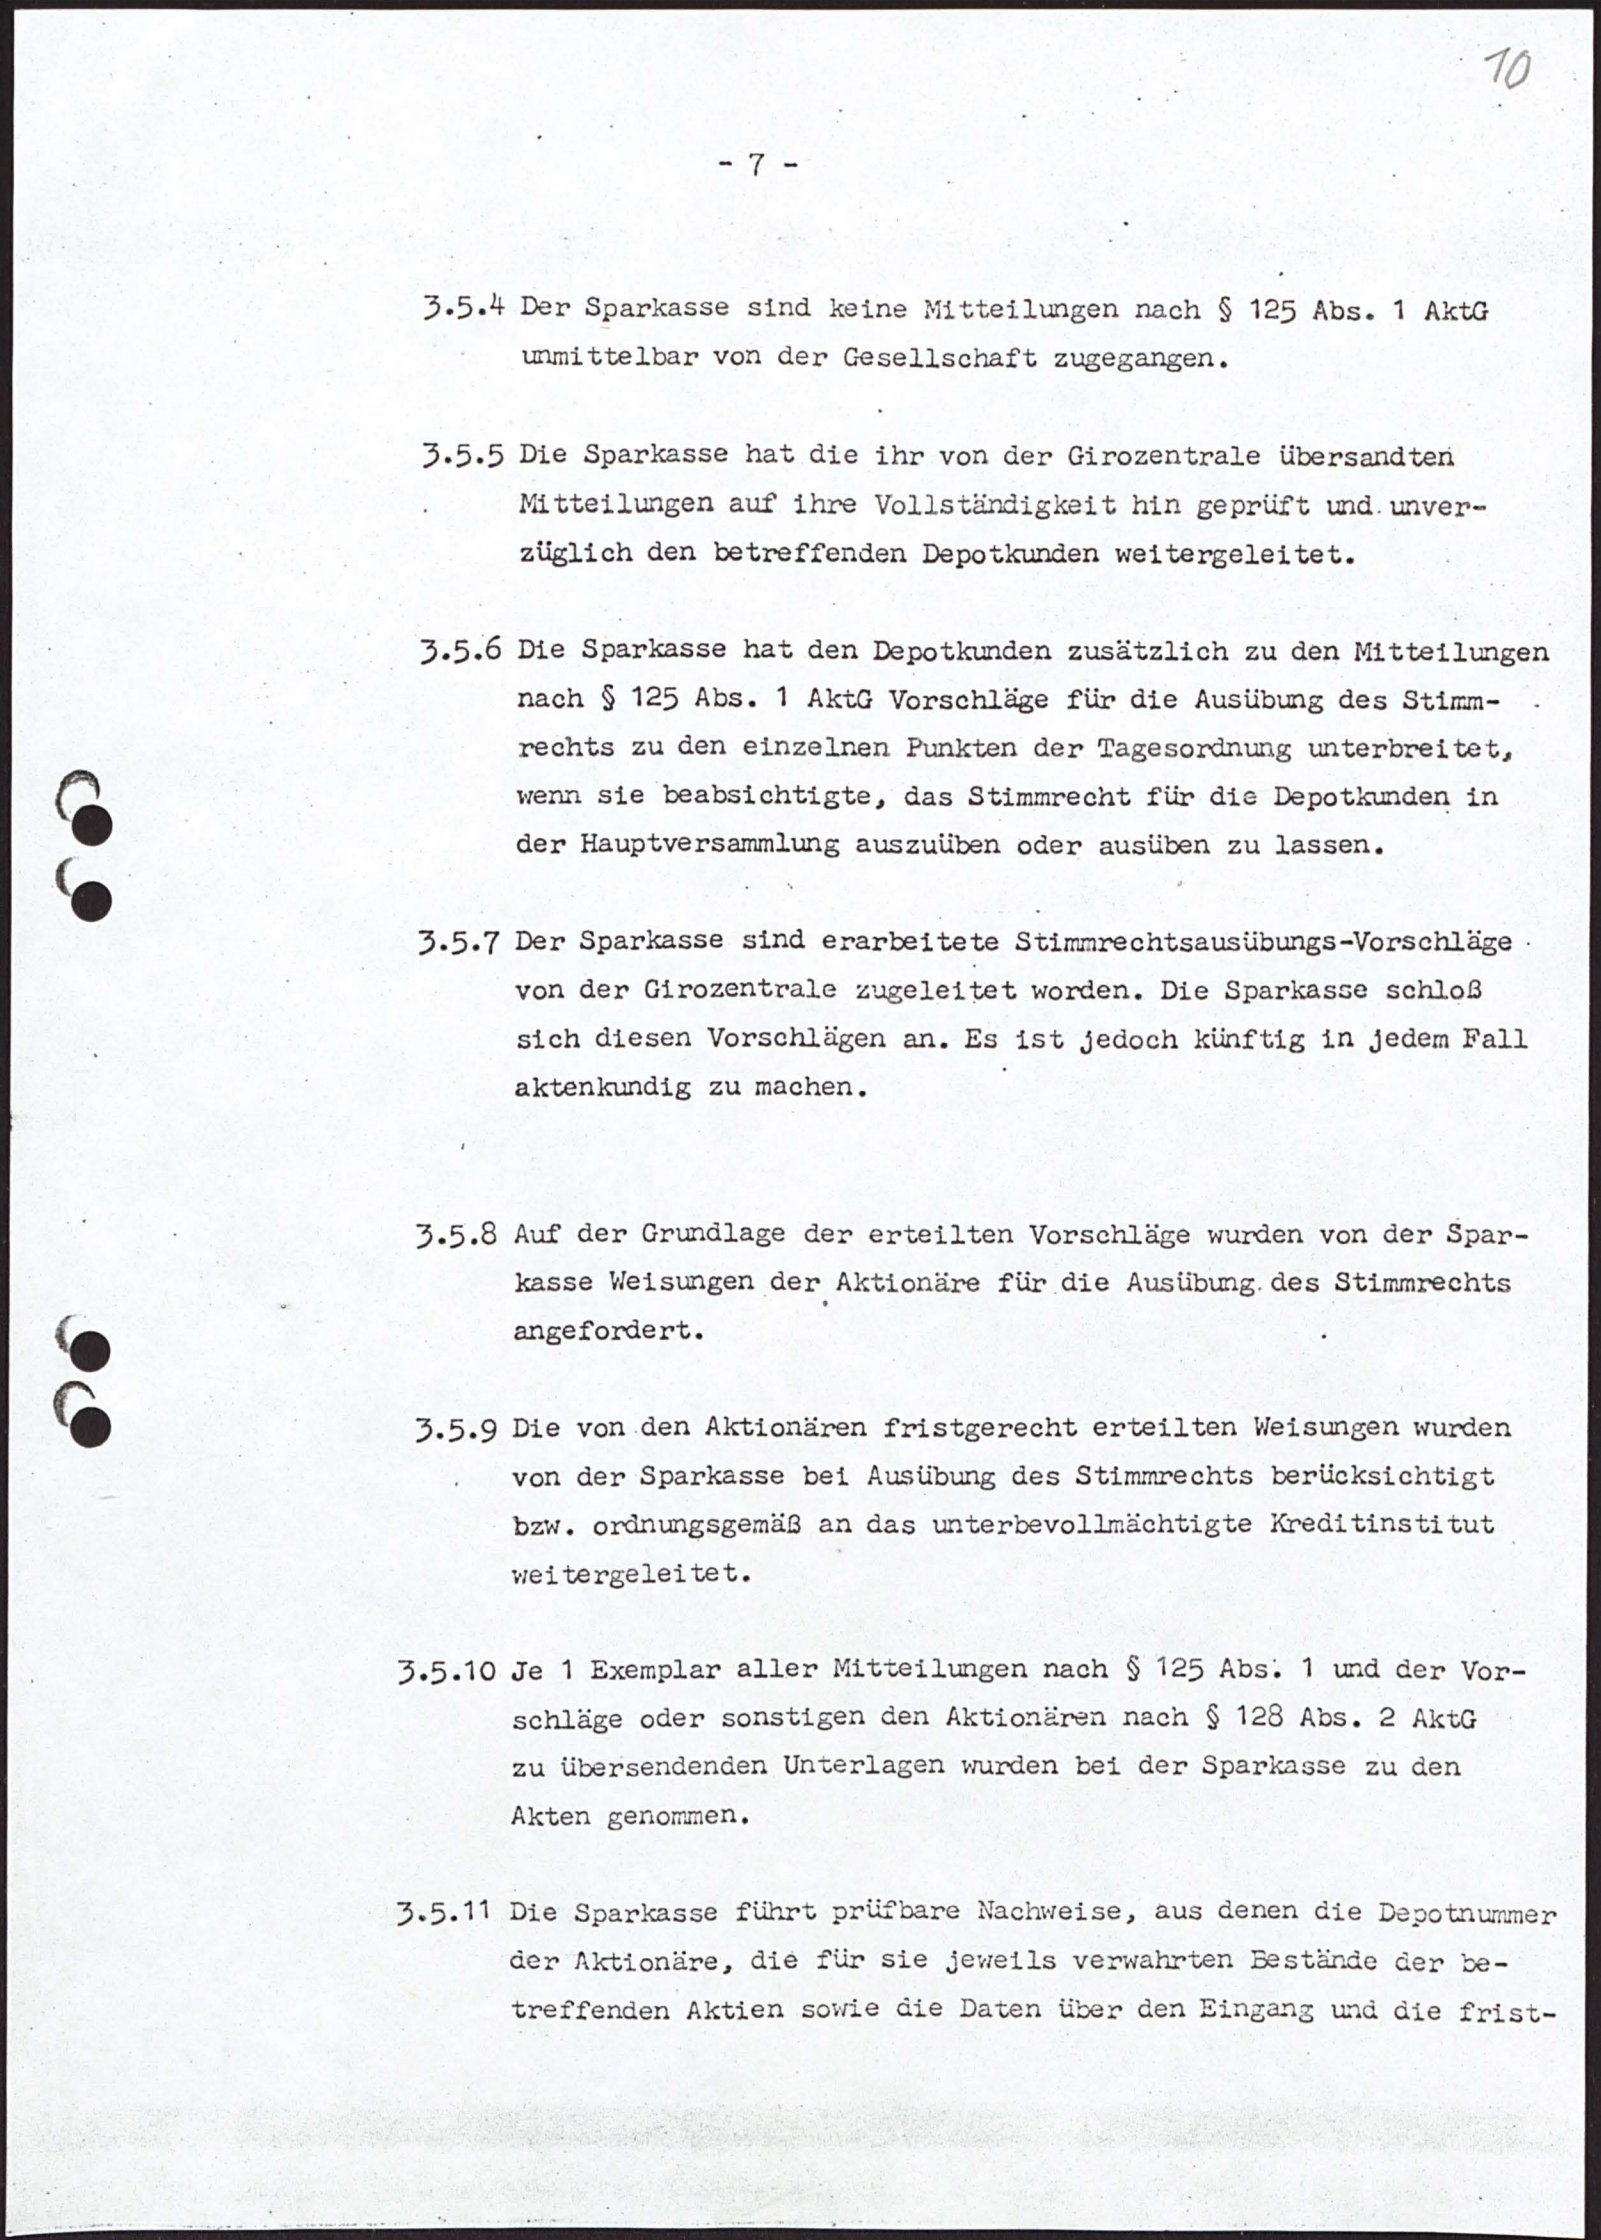 10
- 7 -
3.5.4 Der Sparkasse sind keine Mitteilungen nach § 125 Abs. 1 AktG
unmittelbar von der Gesellschaft zugegangen.
3.5.5 Die Sparkasse hat die ihr von der Girozentrale übersandten
Mitteilungen auf ihre Vollständigkeit hin geprüft und unver-
züglich den betreffenden Depotkunden weitergeleitet.
3.5.6 Die Sparkasse hat den Depotkunden zusätzlich zu den Mitteilungen
nach § 125 Abs. 1 AktG Vorschläge für die Ausübung des Stimm-
rechts zu den einzelnen Punkten der Tagesordnung unterbreitet,
wenn sie beabsichtigte, das Stimmrecht für die Depotkunden in
der Hauptversammlung auszuüben oder ausüben zu lassen.
3.5.7 Der Sparkasse sind erarbeitete Stimmrechtsausübungs-Vorschläge
von der Girozentrale zugeleitet worden. Die Sparkasse schloß
sich diesen Vorschlägen an. Es ist jedoch künftig in jedem Fall
aktenkundig zu machen.
3.5.8 Auf der Grundlage der erteilten Vorschläge wurden von der Spar-
kasse Weisungen der Aktionäre für die Ausübung des Stimmrechts
angefordert.
3.5.9 Die von den Aktionären fristgerecht erteilten Weisungen wurden
von der Sparkasse bei Ausübung des Stimmrechts berücksichtigt
bzw. ordnungsgemäß an das unterbevollmächtigte Kreditinstitut
weitergeleitet.
3.5.10 Je 1 Exemplar aller Mitteilungen nach § 125 Abs. 1 und der Vor-
schläge oder sonstigen den Aktionären nach § 128 Abs. 2 AktG
zu übersendenden Unterlagen wurden bei der Sparkasse zu den
Akten genommen.
3.5.11 Die Sparkasse führt prüfbare Nachweise, aus denen die Depotnummer
der Aktionäre, die für sie jeweils verwahrten Bestände der be-
treffenden Aktien sowie die Daten über den Eingang und die frist-